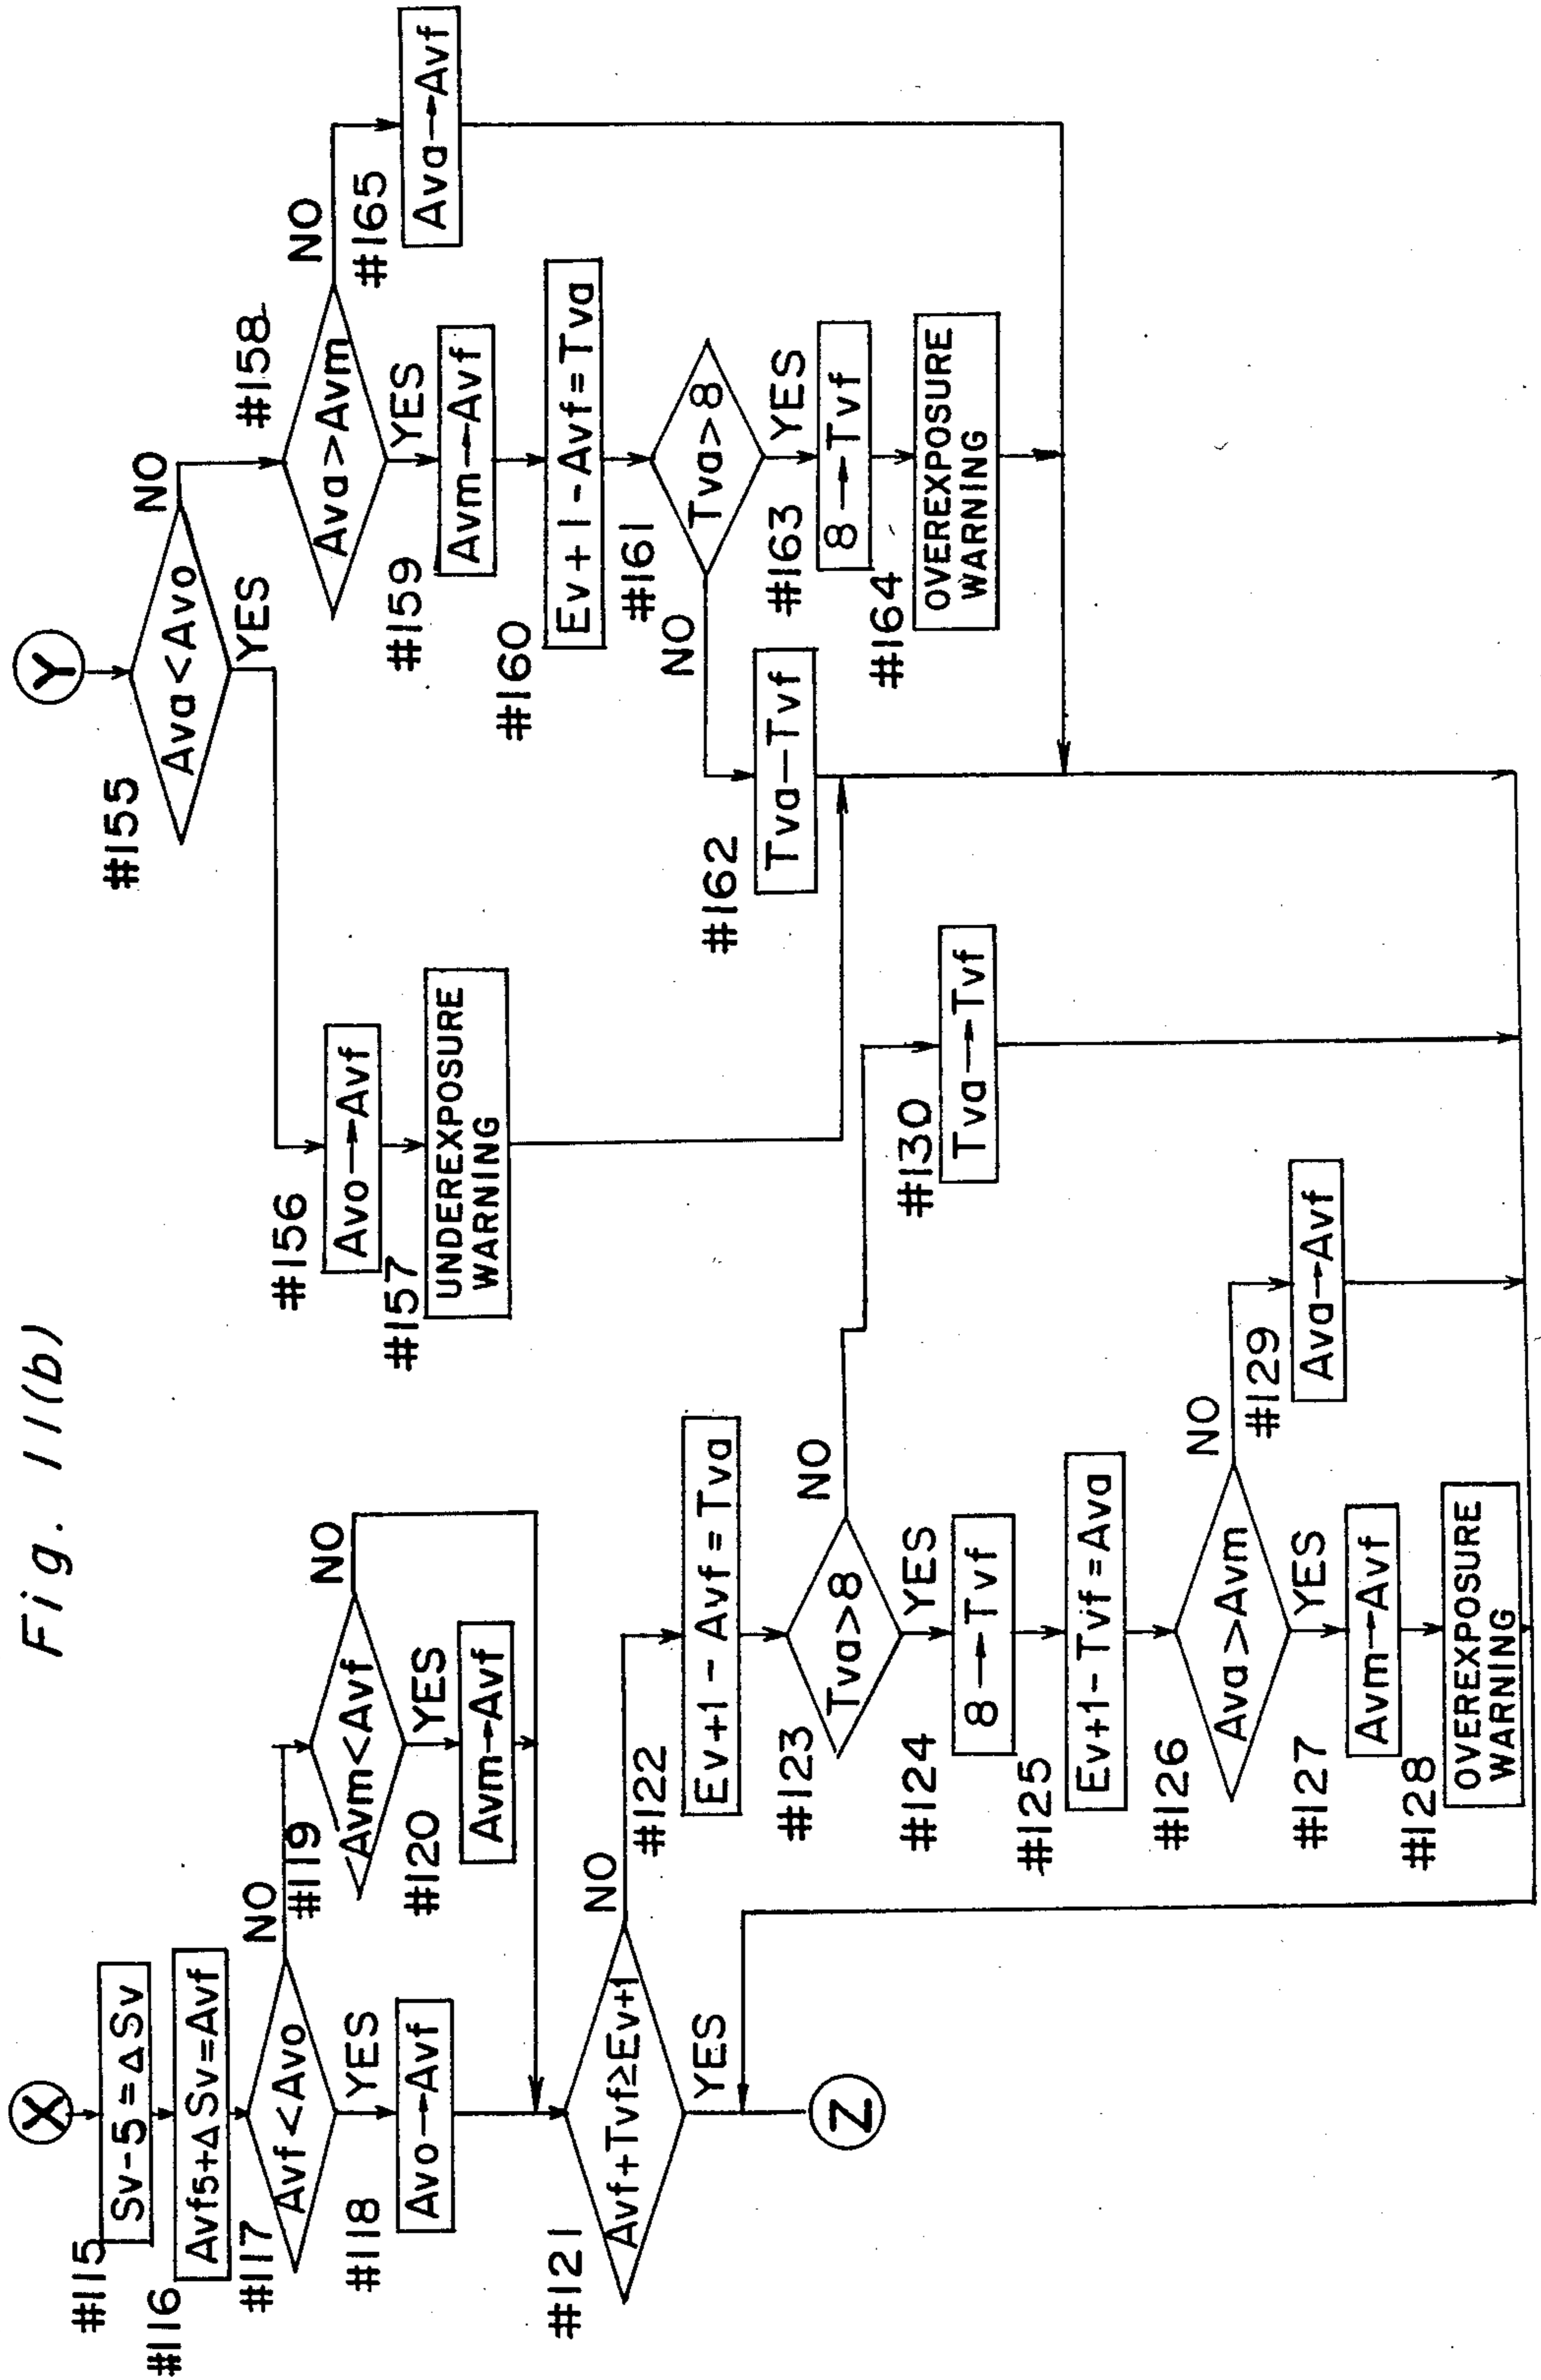 Fig. 11(b)
X
#115
Sv-5=ΔSv
#116
Avf5+ΔSv=Avf
#117
Avf<Avo
NO
YES
#118
Avo→Avf
#119
Avm<Avf
NO
YES
#120
Avm→Avf
#121
Avf+Tvf≥Ev+1
NO
YES
Z
#122
Ev+1-Avf=Tva
#123
Tva>8
NO
YES
#124
8→Tvf
#125
Ev+1-Tvf=Ava
#126
Ava>Avm
NO
YES
#127
Avm→Avf
#128
OVEREXPOSURE
WARNING
#129
Ava→Avf
#130
Tva→Tvf
Y
#155
Ava<Avo
NO
YES
#156
Avo→Avf
#157
UNDEREXPOSURE
WARNING
#158
Ava>Avm
NO
YES
#159
Avm→Avf
#160
Ev+1-Avf=Tva
#161
Tva>8
NO
YES
#162
Tva—Tvf
#163
8→Tvf
#164
OVEREXPOSURE
WARNING
#165
Ava→Avf